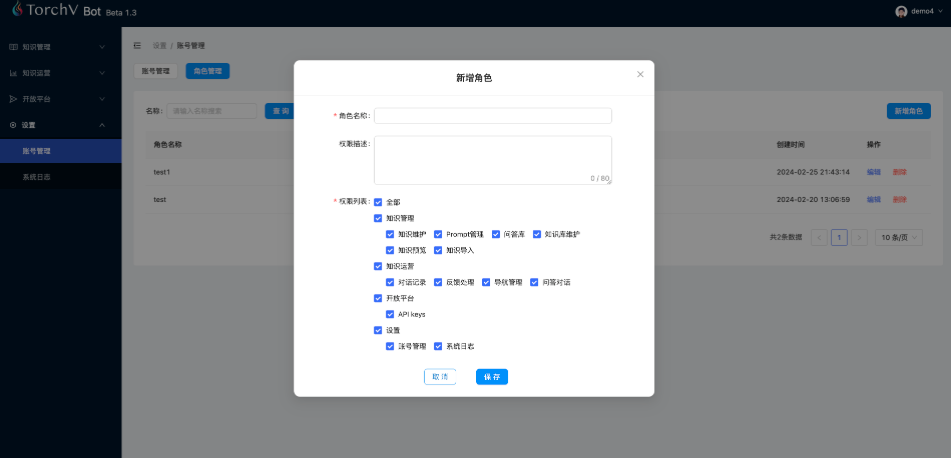 TorchV Bot Beta 1.3
demo4
知识管理
知识运营
开放平台
设置
账号管理
系统日志
设置 / 账号管理
账号管理 角色管理
名称: 请输入名称搜索 查 询 新增角色
角色名称 创建时间 操作
test1 2024-02-25 21:43:14 编辑 删除
test 2024-02-20 13:06:59 编辑 删除
共2条数据 < 1 > 10 条/页
新增角色
* 角色名称:
权限描述:
0 / 80
* 权限列表: 全部
知识管理
知识维护 Prompt管理 问答库 知识库维护
知识预览 知识导入
知识运营
对话记录 反馈处理 导航管理 问答对话
开放平台
API keys
设置
账号管理 系统日志
取 消 保 存